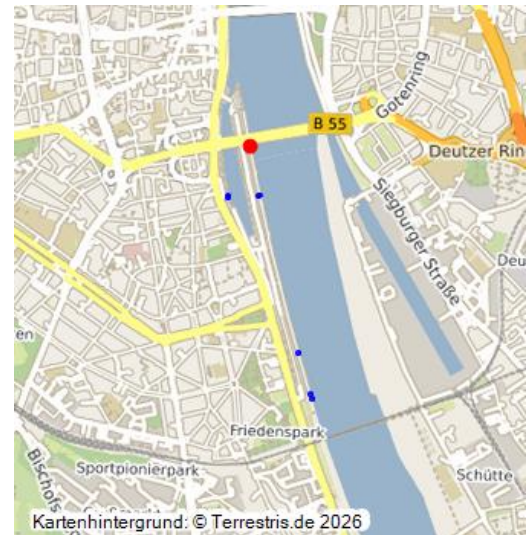 Gotenring
B 55
Deutzer Rin
Siegburger Straße
Deu
en
Friedenspark
Sportpionierpark
Schütte
Bischofs
Kartenhintergrund: © Terrestris.de 2026